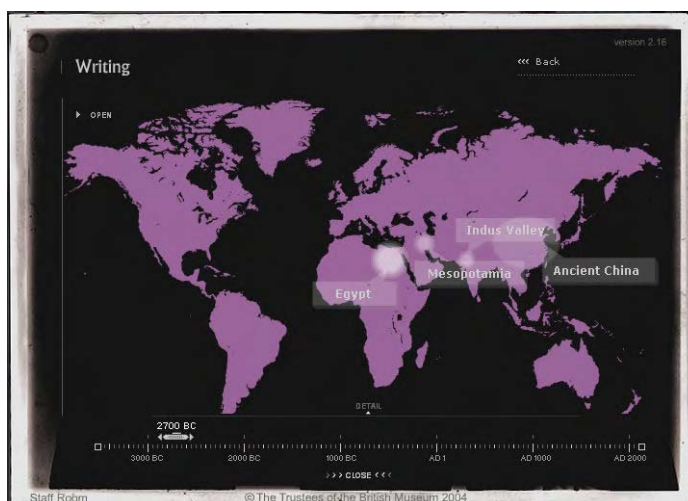 version 2.16
Writing
‹‹‹ Back
OPEN
Indus Valley
Mesopotamia
Ancient China
Egypt
DETAIL
2700 BC
3000 BC 2000 BC 1000 BC AD 1 AD 1000 AD 2000
>>> CLOSE <<<
Staff Room © The Trustees of the British Museum 2004